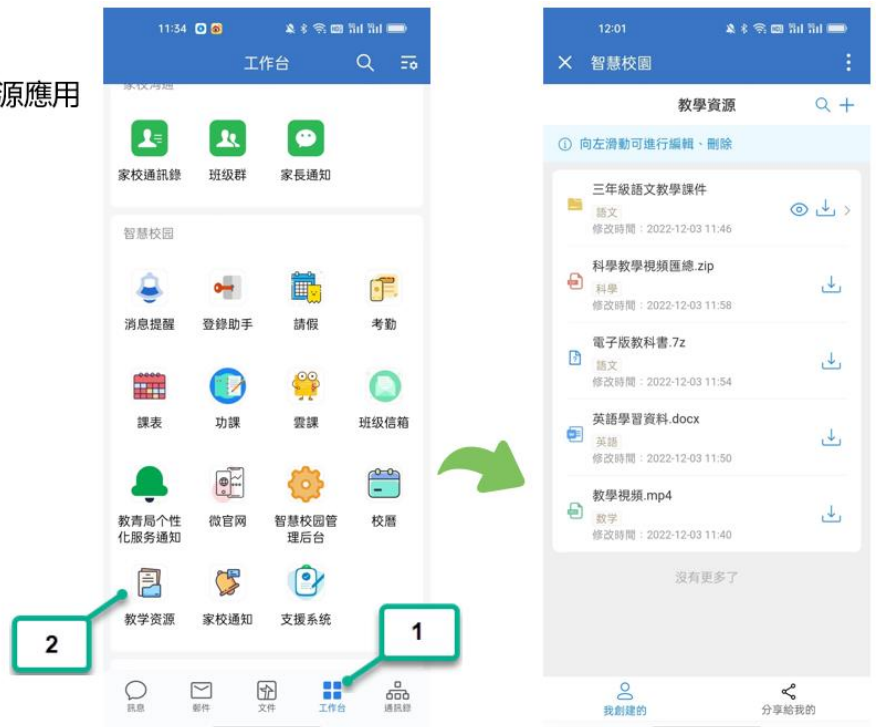 源應用
11:34
工作台
家校沟通
家校通訊錄 班级群 家長通知
智慧校园
消息提醒 登錄助手 請假 考勤
課表 功課 雲課 班级信箱
教青局个性化服务通知 微官网 智慧校园管理后台 校曆
教学资源 家校通知 支援系统
2
1
訊息 郵件 文件 工作台 通訊錄
12:01
智慧校園
教學資源
向左滑動可進行編輯、刪除
三年級語文教學課件
語文
修改時間：2022-12-03 11:46
科學教學視頻匯總.zip
科學
修改時間：2022-12-03 11:58
電子版教科書.7z
語文
修改時間：2022-12-03 11:54
英語學習資料.docx
英語
修改時間：2022-12-03 11:50
教學視頻.mp4
数学
修改時間：2022-12-03 11:40
沒有更多了
我創建的 分享給我的